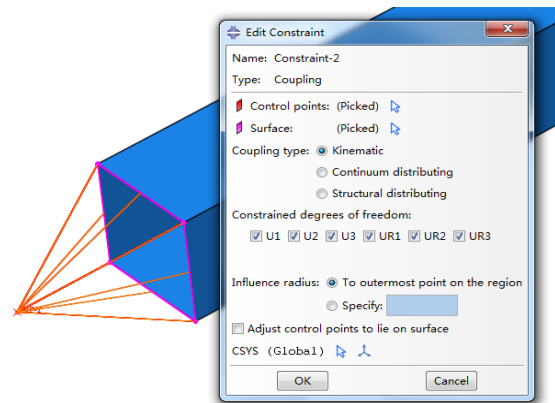 Edit Constraint
Name: Constraint-2
Type: Coupling
Control points: (Picked)
Surface: (Picked)
Coupling type: Kinematic
Continuum distributing
Structural distributing
Constrained degrees of freedom:
U1 U2 U3 UR1 UR2 UR3
Influence radius: To outermost point on the region
Specify:
Adjust control points to lie on surface
CSYS (Global)
OK Cancel